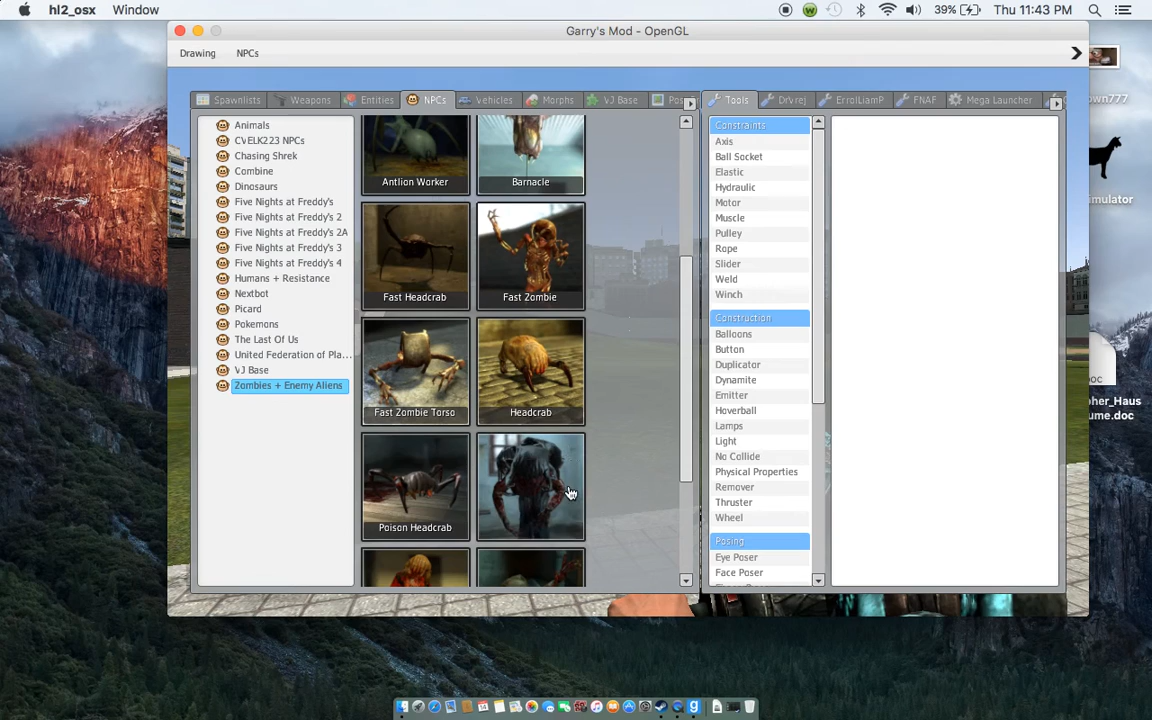 hl2_osx Window
39%
Thu 11:43 PM
Garry's Mod - OpenGL
Drawing NPCs
Spawnlists Weapons Entities NPCs Vehicles Morphs VJ Base
Tools DrVrej ErrolLiamP FNAF Mega Launcher
Animals
CVELK223 NPCs
Chasing Shrek
Combine
Dinosaurs
Five Nights at Freddy's
Five Nights at Freddy's 2
Five Nights at Freddy's 2A
Five Nights at Freddy's 3
Five Nights at Freddy's 4
Humans + Resistance
Nextbot
Picard
Pokemons
The Last Of Us
United Federation of Pla...
VJ Base
Zombies + Enemy Aliens
Antlion Worker
Barnacle
Fast Headcrab
Fast Zombie
Fast Zombie Torso
Headcrab
Poison Headcrab
Constraints
Axis
Ball Socket
Elastic
Hydraulic
Motor
Muscle
Pulley
Rope
Slider
Weld
Winch
Construction
Balloons
Button
Duplicator
Dynamite
Emitter
Hoverball
Lamps
Light
No Collide
Physical Properties
Remover
Thruster
Wheel
Posing
Eye Poser
Face Poser
own777
imulator
DOC
pher_Haus
ume.doc